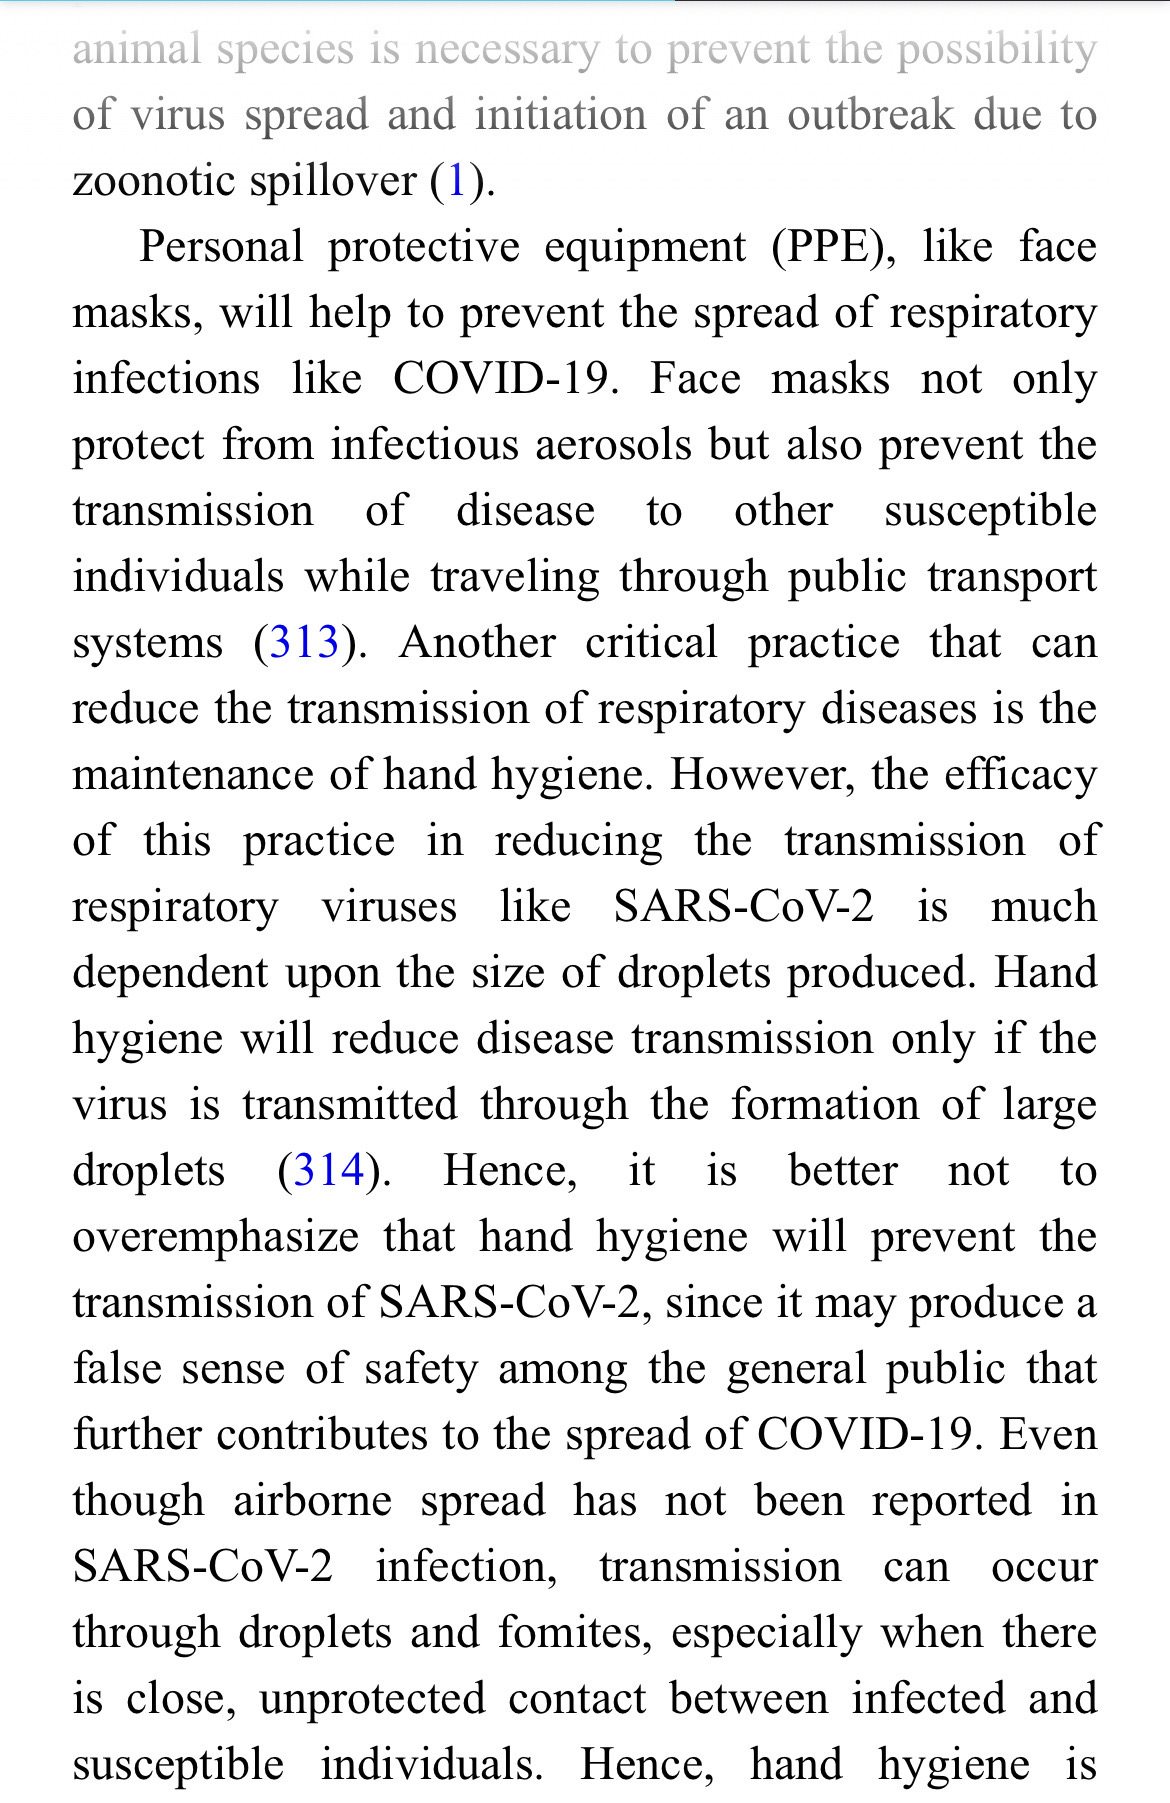 animal species is necessary to prevent the possibility
of virus spread and initiation of an outbreak due to
zoonotic spillover (1).
Personal protective equipment (PPE), like face
masks, will help to prevent the spread of respiratory
infections like COVID-19. Face masks not only
protect from infectious aerosols but also prevent the
transmission of disease to other susceptible
individuals while traveling through public transport
systems (313). Another critical practice that can
reduce the transmission of respiratory diseases is the
maintenance of hand hygiene. However, the efficacy
of this practice in reducing the transmission of
respiratory viruses like SARS-CoV-2 is much
dependent upon the size of droplets produced. Hand
hygiene will reduce disease transmission only if the
virus is transmitted through the formation of large
droplets (314). Hence, it is better not to
overemphasize that hand hygiene will prevent the
transmission of SARS-CoV-2, since it may produce a
false sense of safety among the general public that
further contributes to the spread of COVID-19. Even
though airborne spread has not been reported in
SARS-CoV-2 infection, transmission can occur
through droplets and fomites, especially when there
is close, unprotected contact between infected and
susceptible individuals. Hence, hand hygiene is